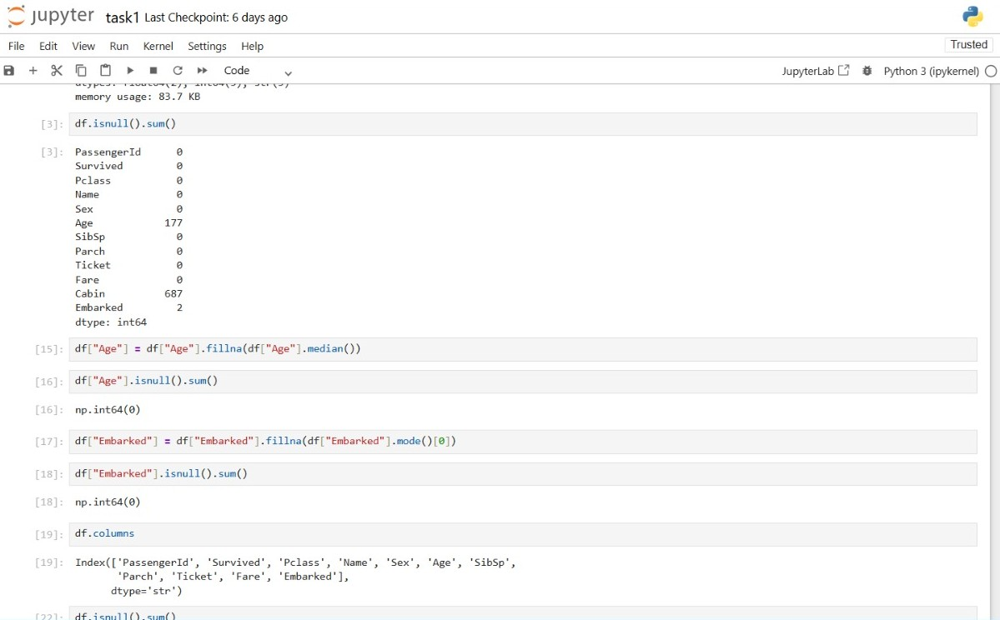 jupyter task1 Last Checkpoint: 6 days ago
File Edit View Run Kernel Settings Help
Trusted
Code
JupyterLab
Python 3 (ipykernel)
memory usage: 83.7 KB
[3]: df.isnull().sum()
[3]: PassengerId 0
Survived 0
Pclass 0
Name 0
Sex 0
Age 177
SibSp 0
Parch 0
Ticket 0
Fare 0
Cabin 687
Embarked 2
dtype: int64
[15]: df["Age"] = df["Age"].fillna(df["Age"].median())
[16]: df["Age"].isnull().sum()
[16]: np.int64(0)
[17]: df["Embarked"] = df["Embarked"].fillna(df["Embarked"].mode()[0])
[18]: df["Embarked"].isnull().sum()
[18]: np.int64(0)
[19]: df.columns
[19]: Index(['PassengerId', 'Survived', 'Pclass', 'Name', 'Sex', 'Age', 'SibSp',
'Parch', 'Ticket', 'Fare', 'Embarked'],
dtype='str')
[22]: df.isnull().sum()